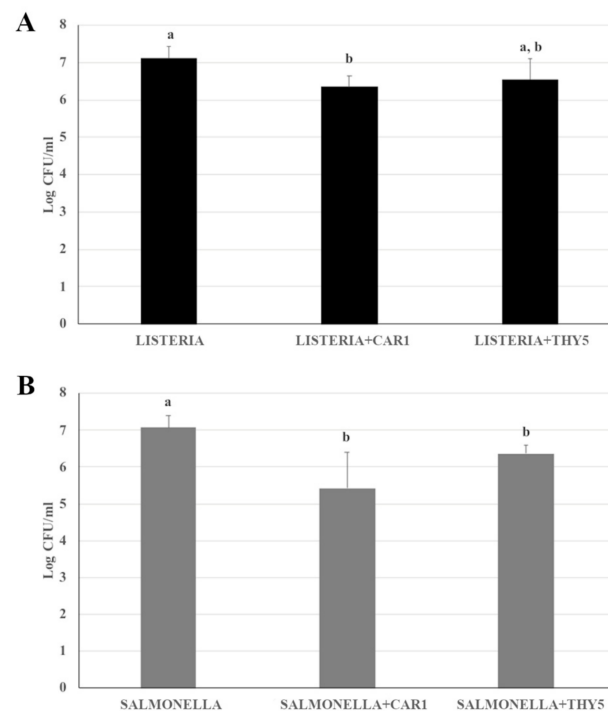 A
8
7
6
5
4
3
2
1
0
Log CFU/ml
a
b
a, b
LISTERIA
LISTERIA+CAR1
LISTERIA+THY5
B
8
7
6
5
4
3
2
1
0
Log CFU/ml
a
b
b
SALMONELLA
SALMONELLA+CAR1
SALMONELLA+THY5